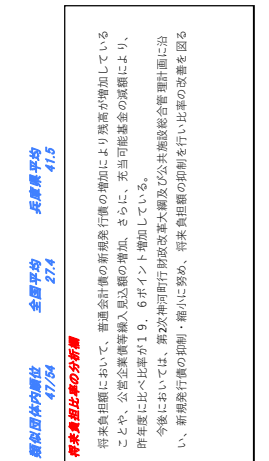 類似団体内順位 全国平均 兵庫県平均
47/54 27.4 41.5
将来負担比率の分析欄
将来負担額において、普通会計債の新規発行債の増加により残高が増加している
ことや、公営企業債等繰入見込額の増加、さらに、充当可能基金の減額により、
昨年度に比べ比率が１９．６ポイント増加している。
今後においては、第2次神河町行財政改革大綱及び公共施設総合管理計画に沿
い、新規発行債の抑制・縮小に努め、将来負担額の抑制を行い比率の改善を図る